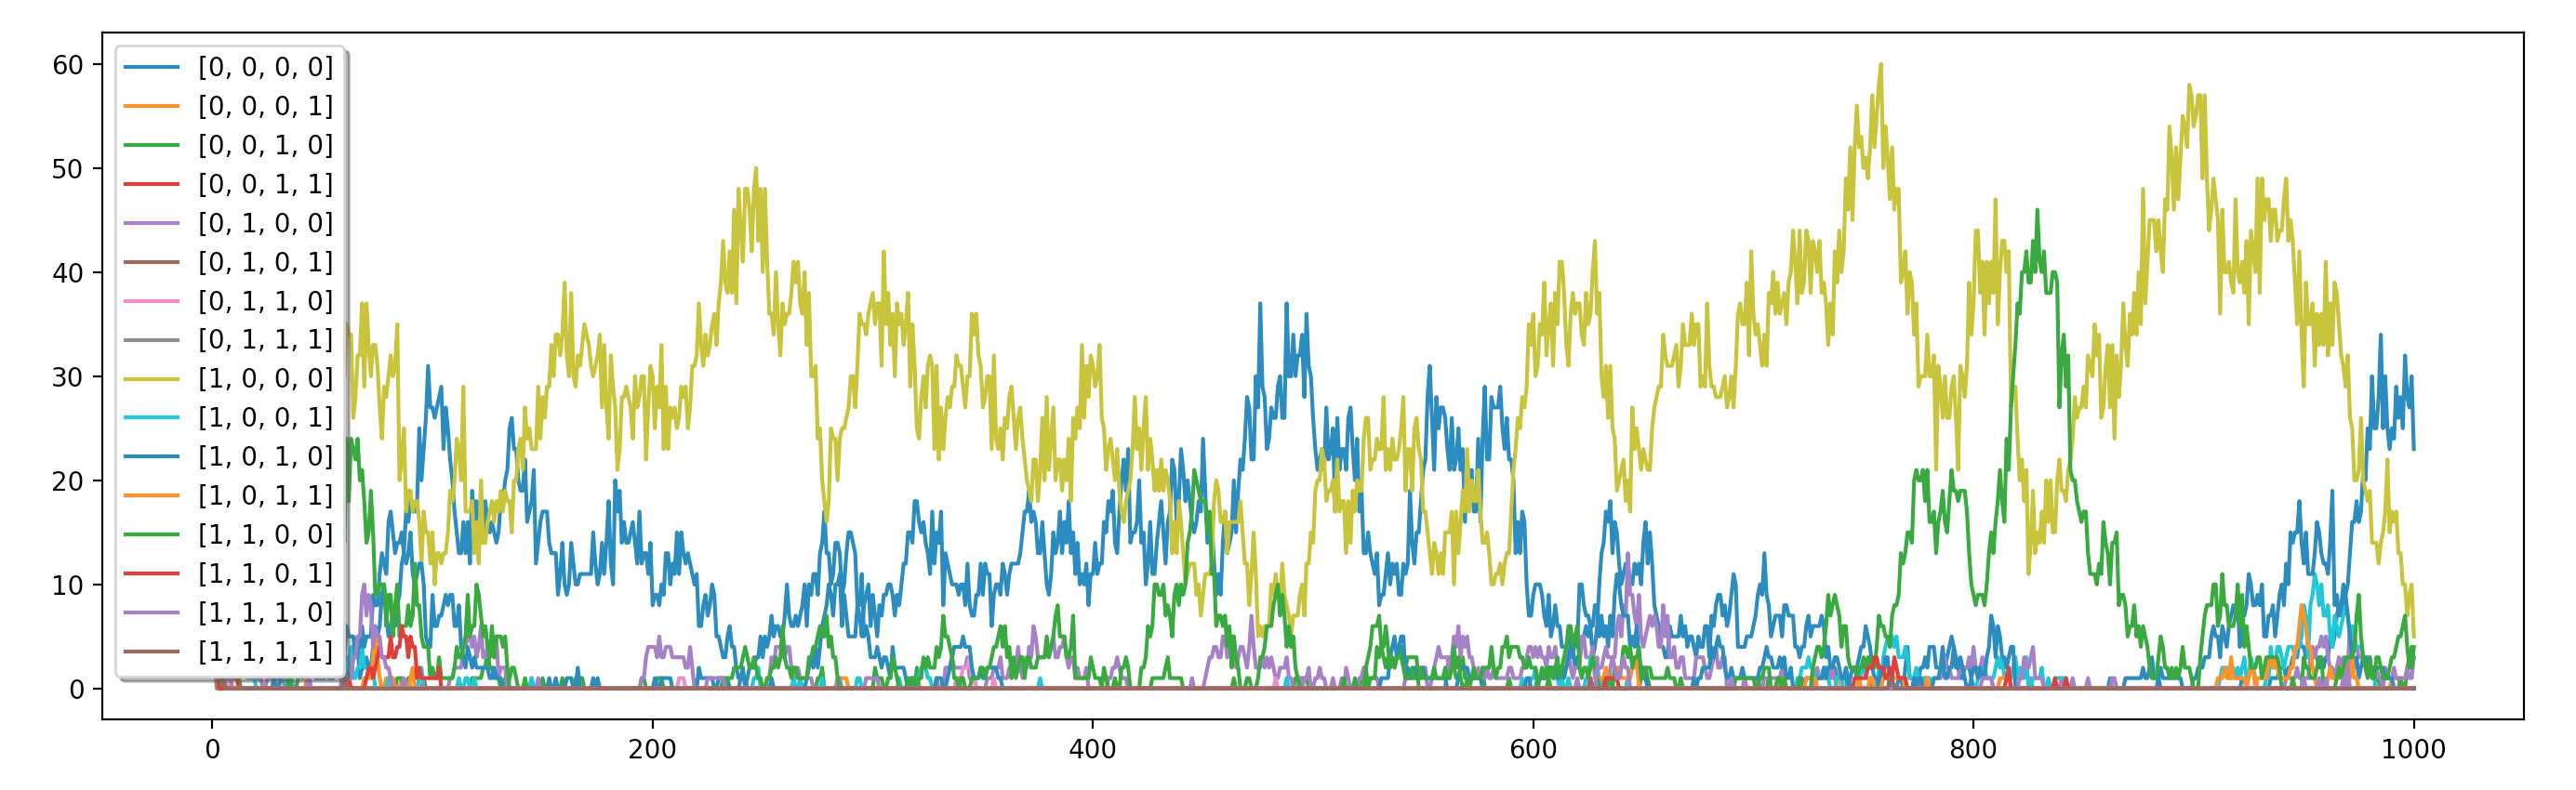 60
50
40
30
20
10
0
[0, 0, 0, 0]
[0, 0, 0, 1]
[0, 0, 1, 0]
[0, 0, 1, 1]
[0, 1, 0, 0]
[0, 1, 0, 1]
[0, 1, 1, 0]
[0, 1, 1, 1]
[1, 0, 0, 0]
[1, 0, 0, 1]
[1, 0, 1, 0]
[1, 0, 1, 1]
[1, 1, 0, 0]
[1, 1, 0, 1]
[1, 1, 1, 0]
[1, 1, 1, 1]
0 200 400 600 800 1000